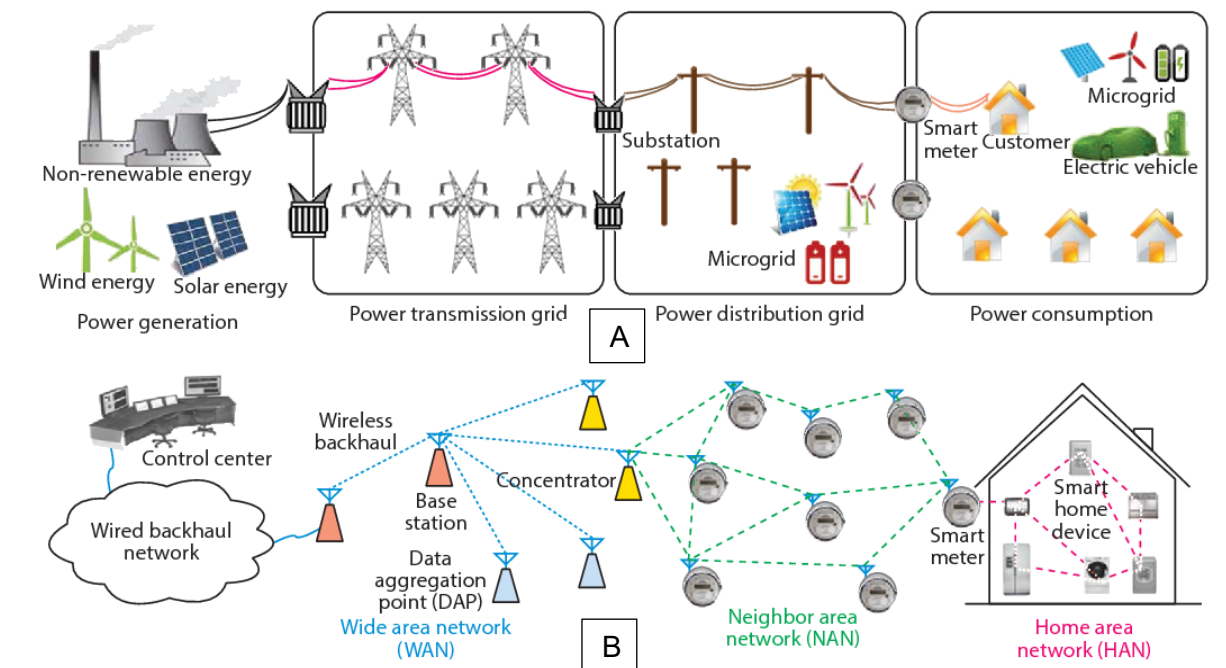 Non-renewable energy
Wind energy
Solar energy
Power generation
Power transmission grid
Substation
Microgrid
Power distribution grid
Smart
meter
Customer
Microgrid
Electric vehicle
Power consumption
A
Control center
Wired backhaul
network
Wireless
backhaul
Base
station
Concentrator
Data
aggregation
point (DAP)
Wide area network
(WAN)
Neighbor area
network (NAN)
Smart
meter
Smart
home
device
Home area
network (HAN)
B